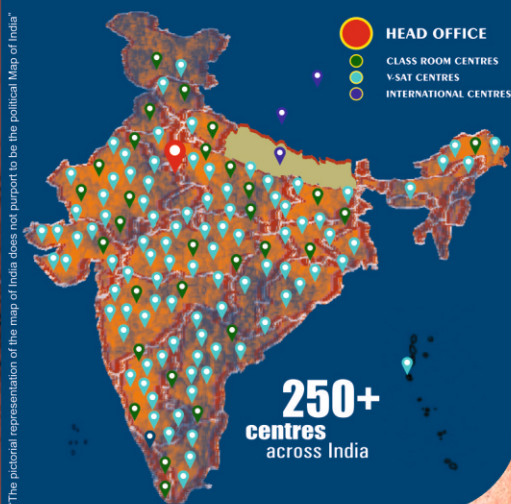 HEAD OFFICE
CLASS ROOM CENTRES
V-SAT CENTRES
INTERNATIONAL CENTRES
"The pictorial representation of the map of India does not purport to be the political Map of India"
250+
centres
across India